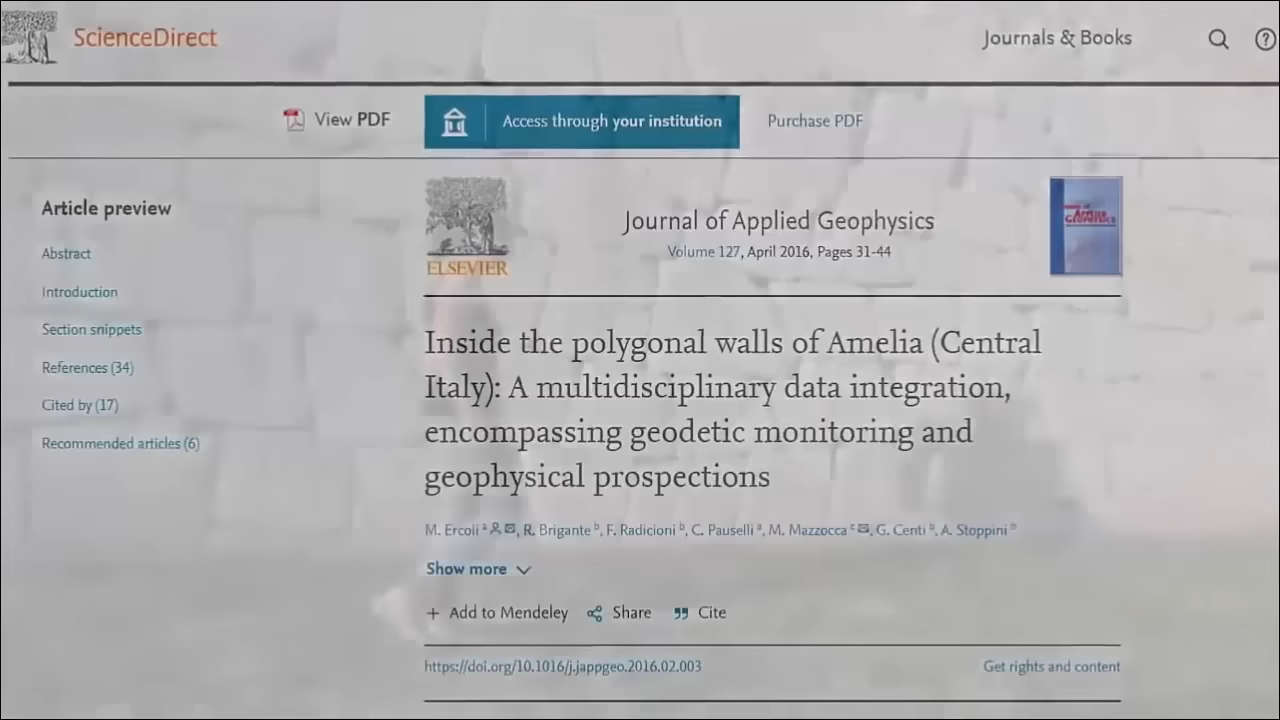 ScienceDirect
Journals & Books
View PDF
Access through your institution
Purchase PDF
Article preview
Abstract
Introduction
Section snippets
References (34)
Cited by (17)
Recommended articles (6)
ELSEVIER
Journal of Applied Geophysics
Volume 127, April 2016, Pages 31-44
Inside the polygonal walls of Amelia (Central
Italy): A multidisciplinary data integration,
encompassing geodetic monitoring and
geophysical prospections
M. Ercoli a, R. Brigante b, F. Radicioni b, C. Pauselli a, M. Mazzocca c, G. Centi b, A. Stoppini b
Show more
+ Add to Mendeley
Share
Cite
https://doi.org/10.1016/j.jappgeo.2016.02.003
Get rights and content